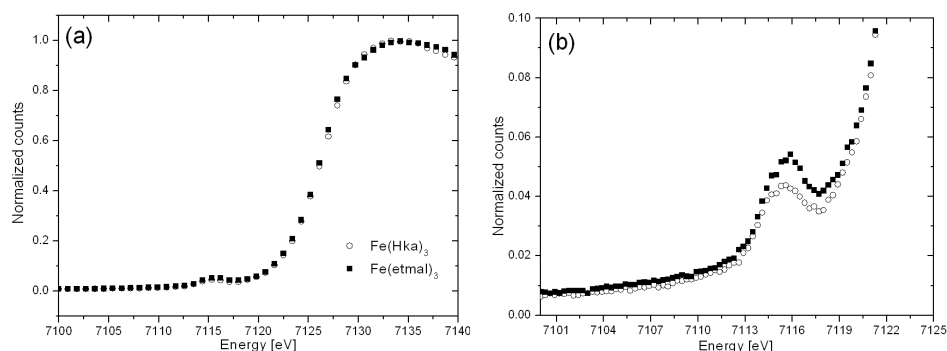 (a)
Normalized counts
1.0
0.8
0.6
0.4
0.2
0.0
Fe(Hka)3
Fe(etmal)3
7100 7105 7110 7115 7120 7125 7130 7135 7140
Energy [eV]
(b)
Normalized counts
0.10
0.08
0.06
0.04
0.02
0.00
7101 7104 7107 7110 7113 7116 7119 7122 7125
Energy [eV]